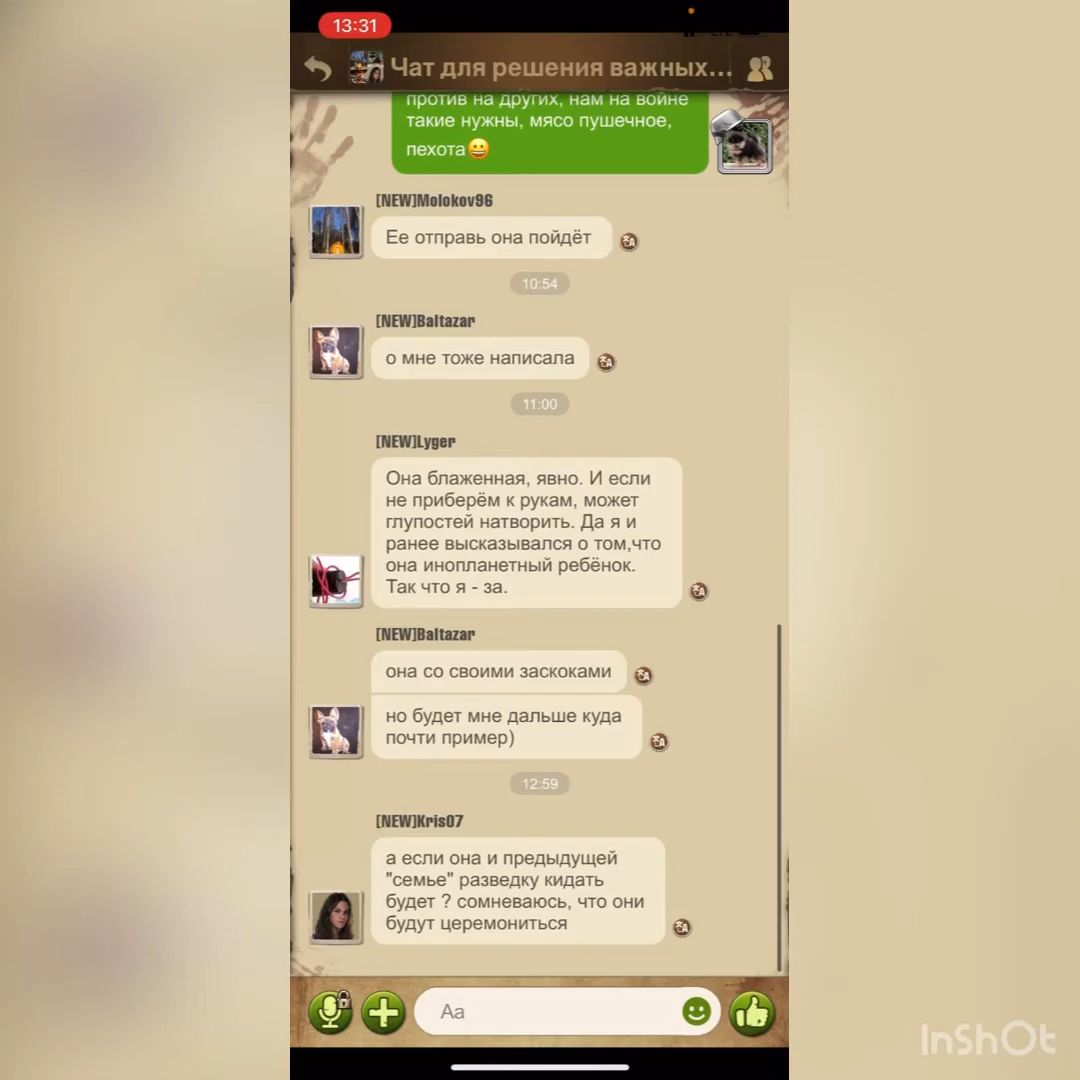 13:31
Чат для решения важных...
против на других, нам на войне
такие нужны, мясо пушечное,
пехота😀
[NEW]Molokov96
Ее отправь она пойдёт
10:54
[NEW]Baltazar
о мне тоже написала
11:00
[NEW]Lyger
Она блаженная, явно. И если
не приберём к рукам, может
глупостей натворить. Да я и
ранее высказывался о том,что
она инопланетный ребёнок.
Так что я - за.
[NEW]Baltazar
она со своими заскоками
но будет мне дальше куда
почти пример)
12:59
[NEW]Kris07
а если она и предыдущей
"семье" разведку кидать
будет ? сомневаюсь, что они
будут церемониться
Aa
InShOt